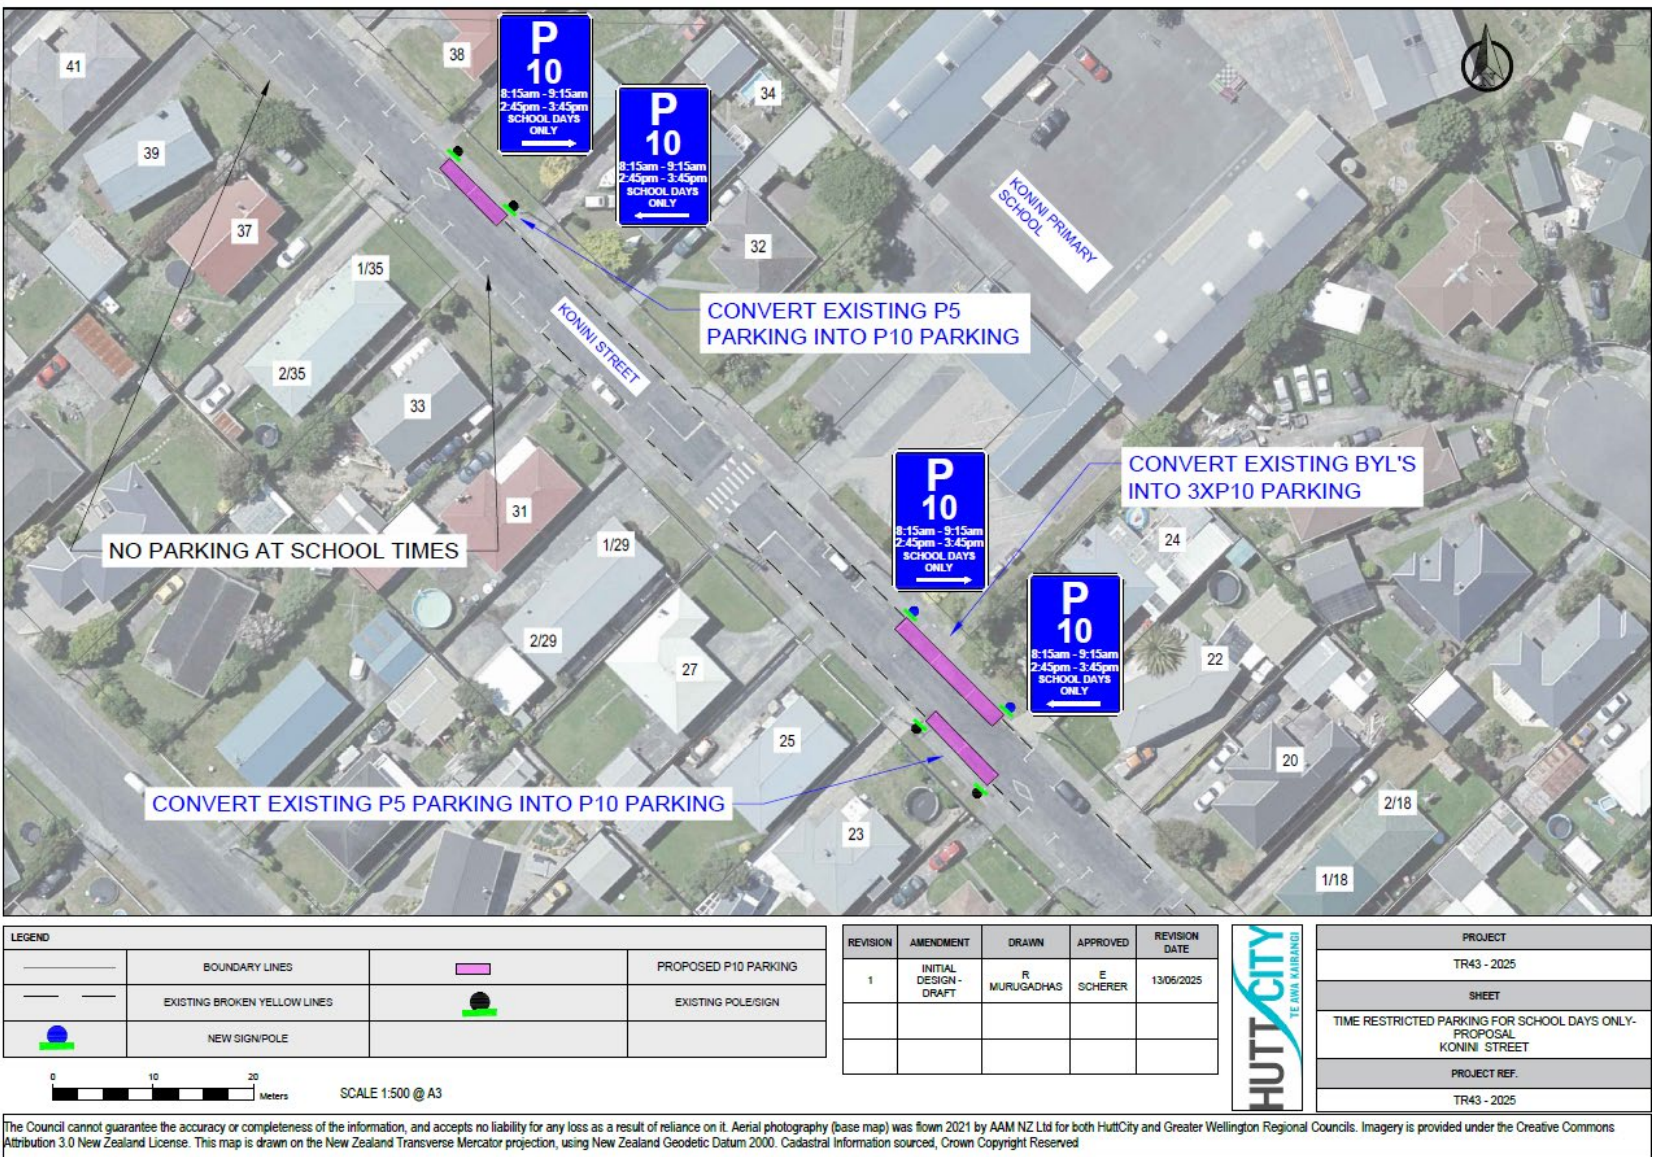 41
38
P
10
8:15am - 9:15am
2:45pm - 3:45pm
SCHOOL DAYS
ONLY
P
10
8:15am - 9:15am
2:45pm - 3:45pm
SCHOOL DAYS
ONLY
34
39
37
32
KONINI PRIMARY
SCHOOL
1/35
CONVERT EXISTING P5
PARKING INTO P10 PARKING
KONINI STREET
2/35
33
31
NO PARKING AT SCHOOL TIMES
1/29
P
10
8:15am - 9:15am
2:45pm - 3:45pm
SCHOOL DAYS
ONLY
CONVERT EXISTING BYL'S
INTO 3XP10 PARKING
24
P
10
8:15am - 9:15am
2:45pm - 3:45pm
SCHOOL DAYS
ONLY
2/29
27
22
25
20
CONVERT EXISTING P5 PARKING INTO P10 PARKING
2/18
23
1/18
LEGEND
BOUNDARY LINES
PROPOSED P10 PARKING
EXISTING BROKEN YELLOW LINES
EXISTING POLE/SIGN
NEW SIGN/POLE
0 10 20
Meters
SCALE 1:500 @ A3
REVISION AMENDMENT DRAWN APPROVED REVISION
DATE
1 INITIAL
DESIGN -
DRAFT
R
MURUGADHAS
E
SCHERER
13/06/2025
HUTT CITY
TE AWA KAIRANGI
PROJECT
TR43 - 2025
SHEET
TIME RESTRICTED PARKING FOR SCHOOL DAYS ONLY-
PROPOSAL
KONINI STREET
PROJECT REF.
TR43 - 2025
The Council cannot guarantee the accuracy or completeness of the information, and accepts no liability for any loss as a result of reliance on it. Aerial photography (base map) was flown 2021 by AAM NZ Ltd for both HuttCity and Greater Wellington Regional Councils. Imagery is provided under the Creative Commons
Attribution 3.0 New Zealand License. This map is drawn on the New Zealand Transverse Mercator projection, using New Zealand Geodetic Datum 2000. Cadastral Information sourced, Crown Copyright Reserved